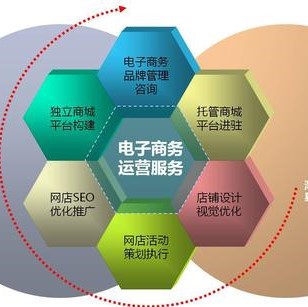 电子商务
品牌管理
咨询
独立商城
平台构建
托管商城
平台进驻
电子商务
运营服务
网店SEO
优化推广
店铺设计
视觉优化
网店活动
策划执行